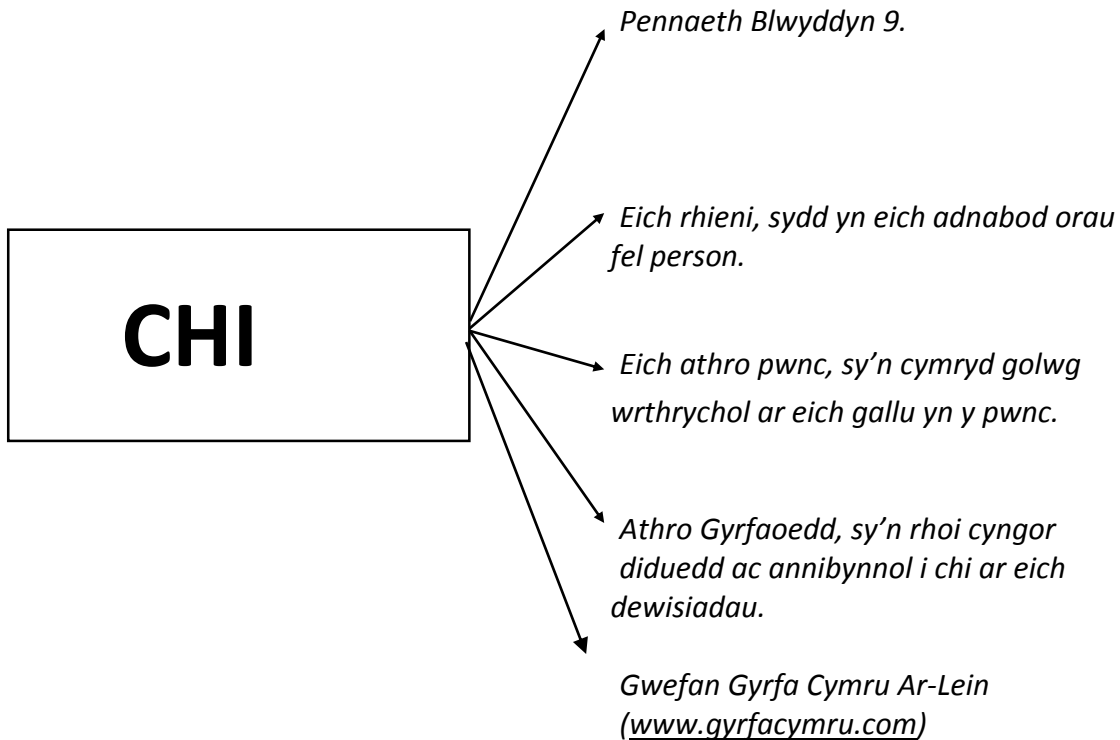 Pennaeth Blwyddyn 9.
Eich rhieni, sydd yn eich adnabod orau
fel person.
CHI
Eich athro pwnc, sy’n cymryd golwg
wrthrychol ar eich gallu yn y pwnc.
Athro Gyrfaoedd, sy’n rhoi cyngor
diduedd ac annibynnol i chi ar eich
dewisiadau.
Gwefan Gyrfa Cymru Ar-Lein
(www.gyrfacymru.com)